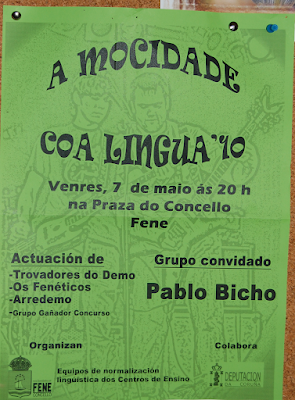 A MOCIDADE
COA LINGUA'10
Venres, 7 de maio ás 20 h
na Praza do Concello
Fene
Actuación de
-Trovadores do Demo
-Os Fenéticos
-Arredemo
-Grupo Gañador Concurso
Grupo convidado
Pablo Bicho
Organizan
Colabora
FENE
Equipos de normalización
lingüística dos Centros de Ensino
DEPUTACIÓN